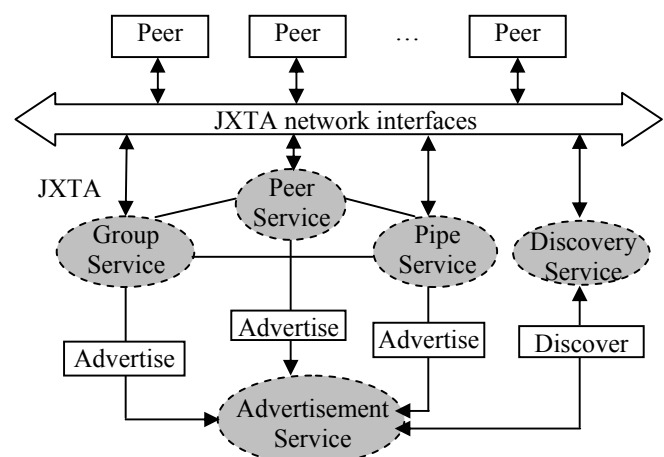 Peer Peer … Peer
JXTA network interfaces
JXTA
Peer
Service
Group
Service
Pipe
Service
Discovery
Service
Advertise
Advertise
Advertise
Discover
Advertisement
Service